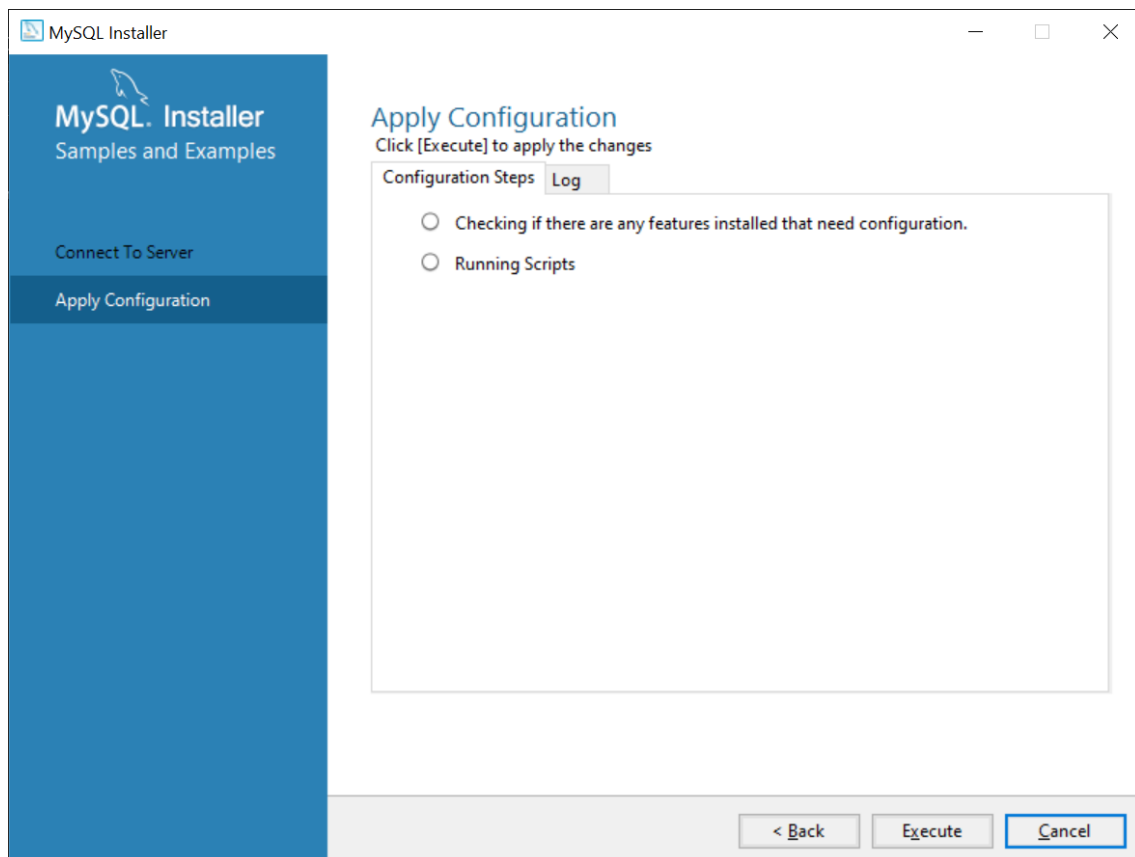 MySQL Installer
MySQL. Installer
Samples and Examples
Connect To Server
Apply Configuration
Apply Configuration
Click [Execute] to apply the changes
Configuration Steps
Log
Checking if there are any features installed that need configuration.
Running Scripts
< Back
Execute
Cancel